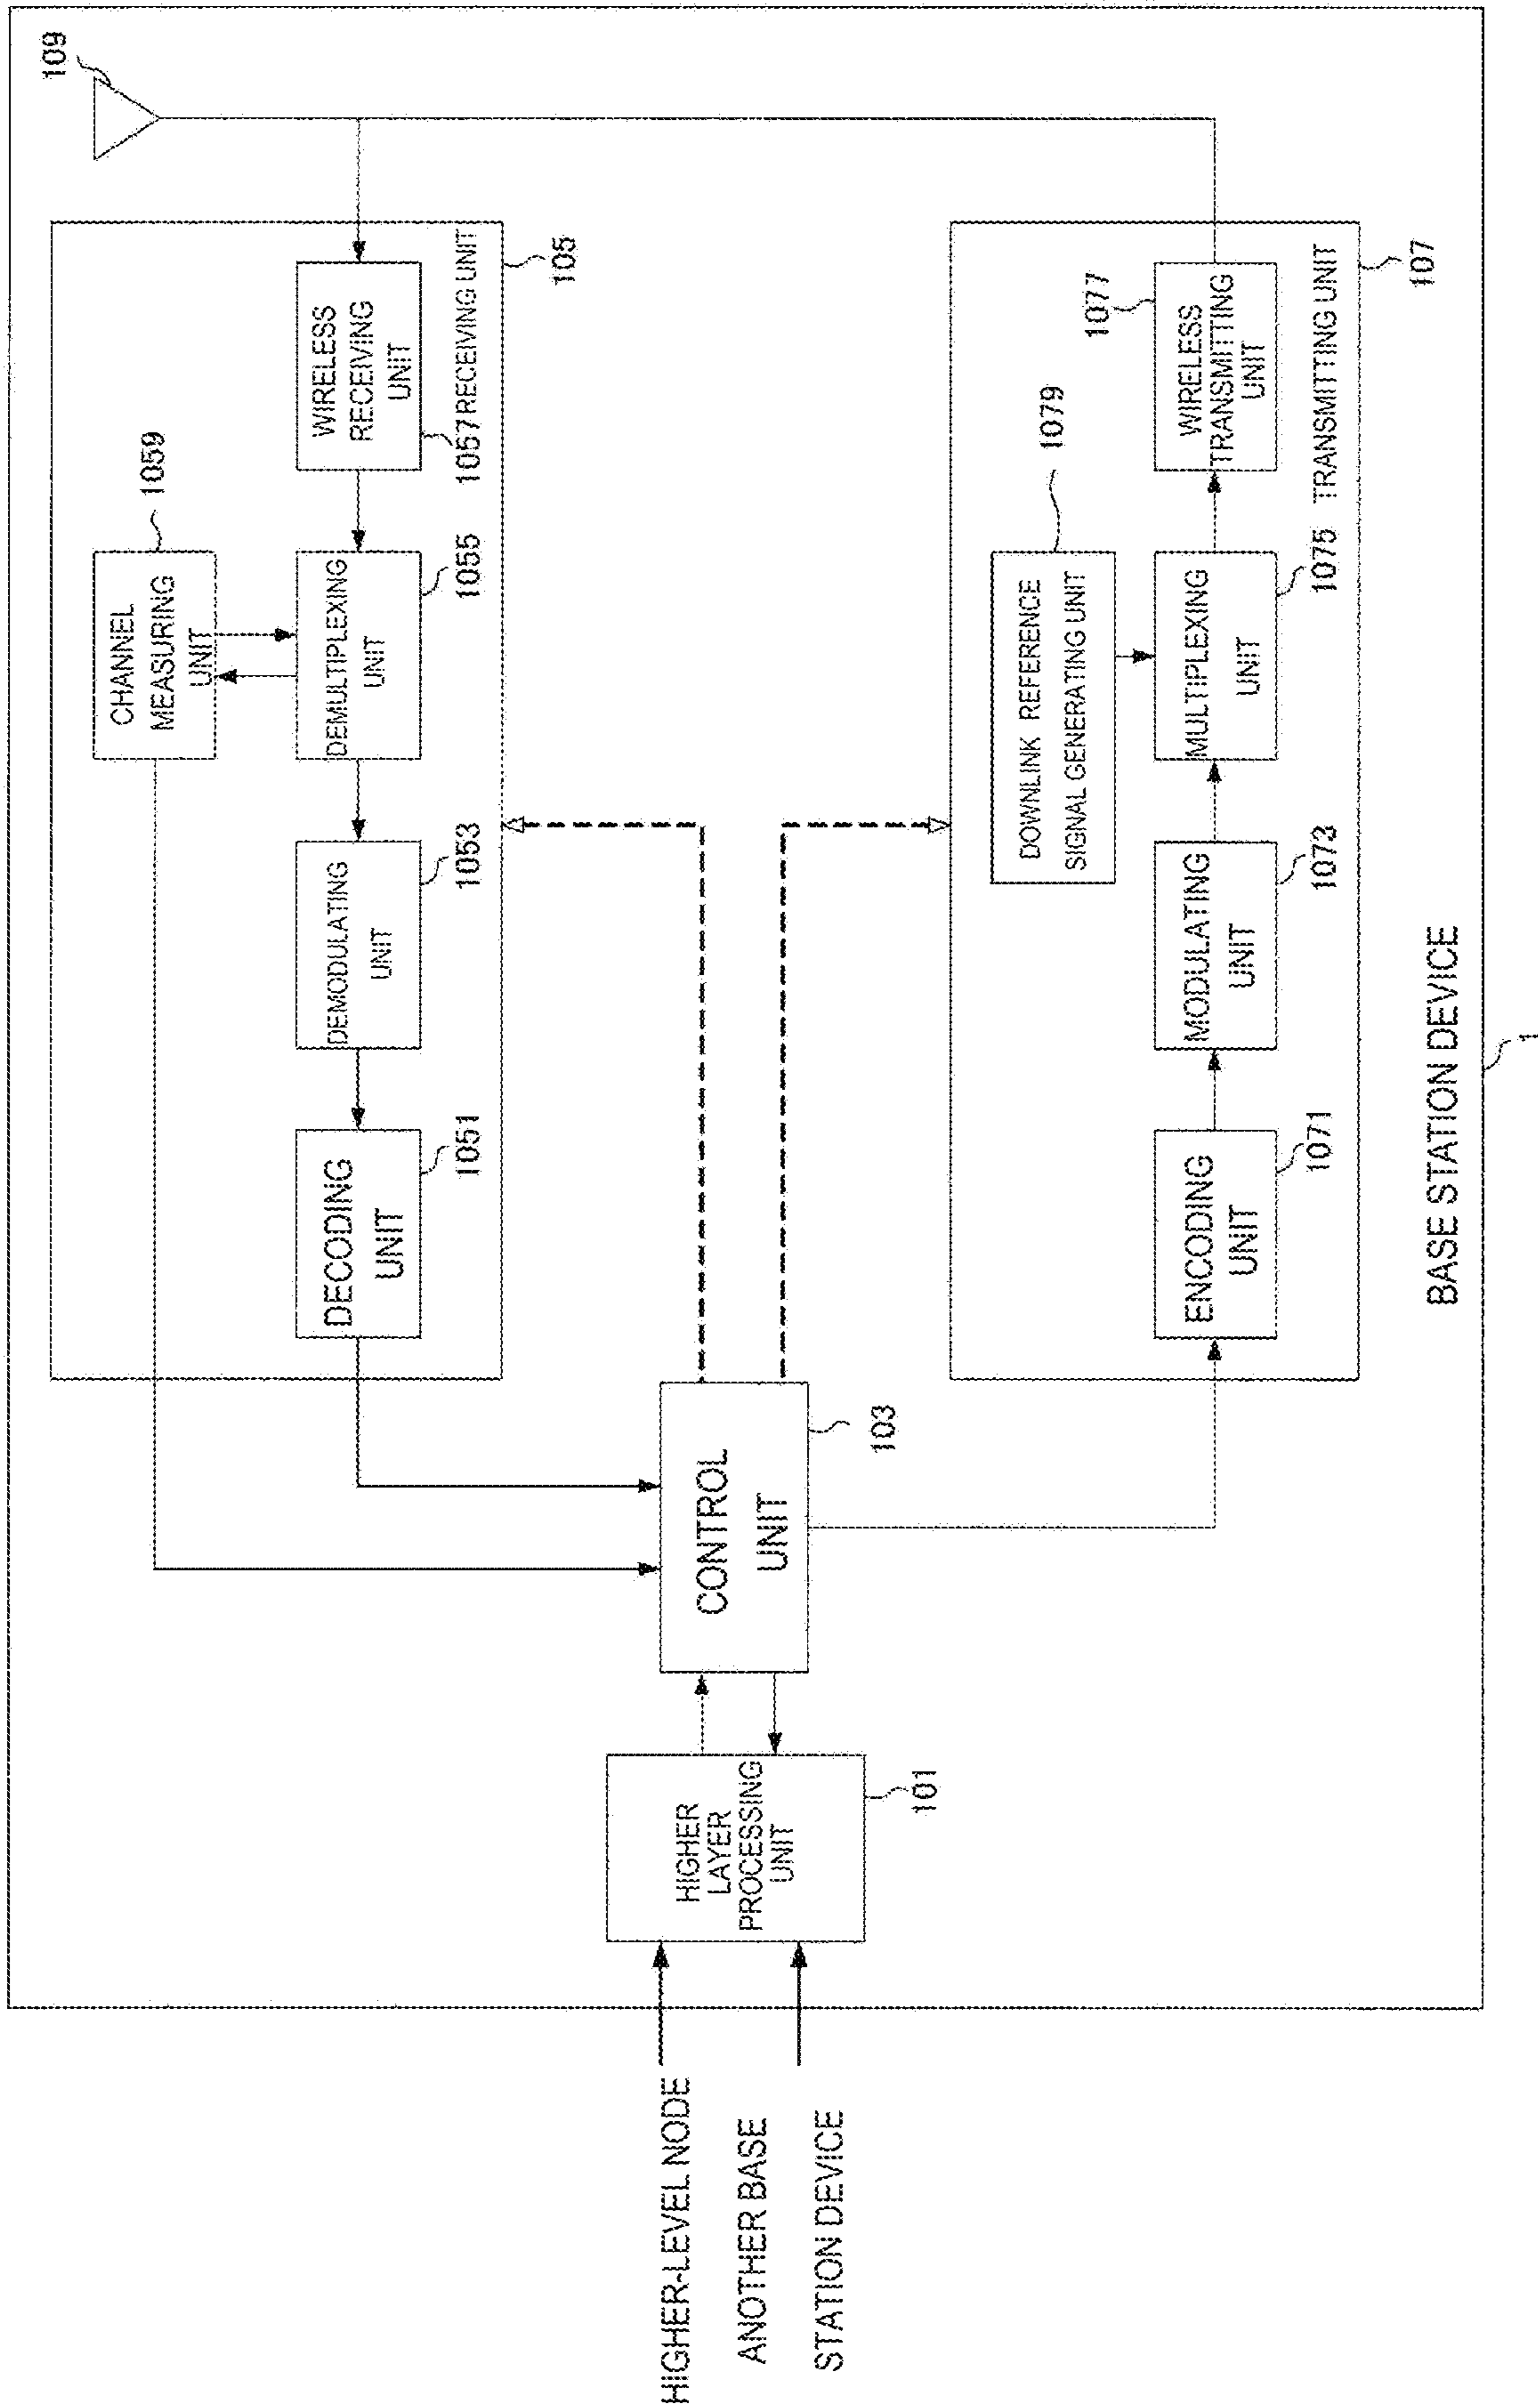 109
CHANNEL
MEASURING
UNIT
1059
DECODING
UNIT
1051
DEMODULATING
UNIT
1053
DEMULTIPLEXING
UNIT
1055
WIRELESS
RECEIVING
UNIT
1057
RECEIVING UNIT
105
HIGHER-LEVEL NODE
ANOTHER BASE
STATION DEVICE
HIGHER
LAYER
PROCESSING
UNIT
101
CONTROL
UNIT
103
DOWNLINK REFERENCE
SIGNAL GENERATING UNIT
1079
ENCODING
UNIT
1071
MODULATING
UNIT
1073
MULTIPLEXING
UNIT
1075
WIRELESS
TRANSMITTING
UNIT
1077
TRANSMITTING UNIT
107
BASE STATION DEVICE
1